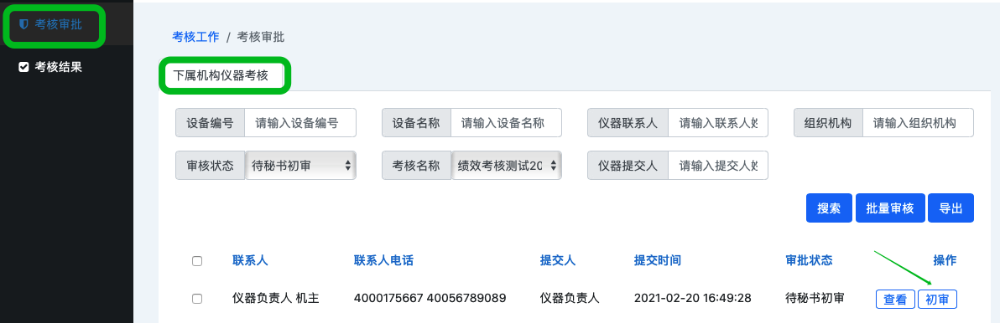 考核审批
考核结果
考核工作 / 考核审批
下属机构仪器考核
设备编号 请输入设备编号 设备名称 请输入设备名称 仪器联系人 请输入联系人 组织机构 请输入组织机构
审核状态 待秘书初审 考核名称 绩效考核测试20 仪器提交人 请输入提交人
搜索 批量审核 导出
联系人 联系人电话 提交人 提交时间 审批状态 操作
仪器负责人 机主 4000175667 40056789089 仪器负责人 2021-02-20 16:49:28 待秘书初审 查看 初审